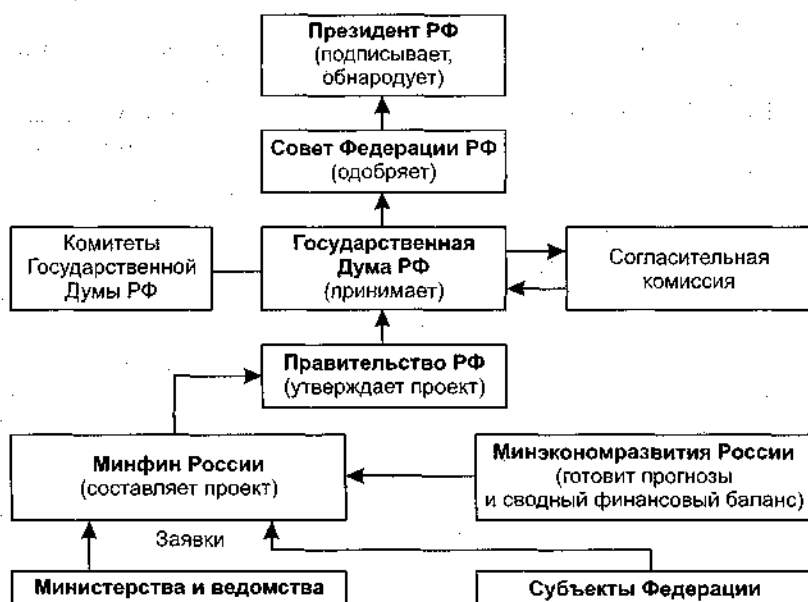 Президент РФ
(подписывает,
обнародует)
Совет Федерации РФ
(одобряет)
Комитеты
Государственной
Думы РФ
Государственная
Дума РФ
(принимает)
Согласительная
комиссия
Правительство РФ
(утверждает проект)
Минфин России
(составляет проект)
Минэкономразвития России
(готовит прогнозы
и сводный финансовый баланс)
Заявки
Министерства и ведомства
Субъекты Федерации